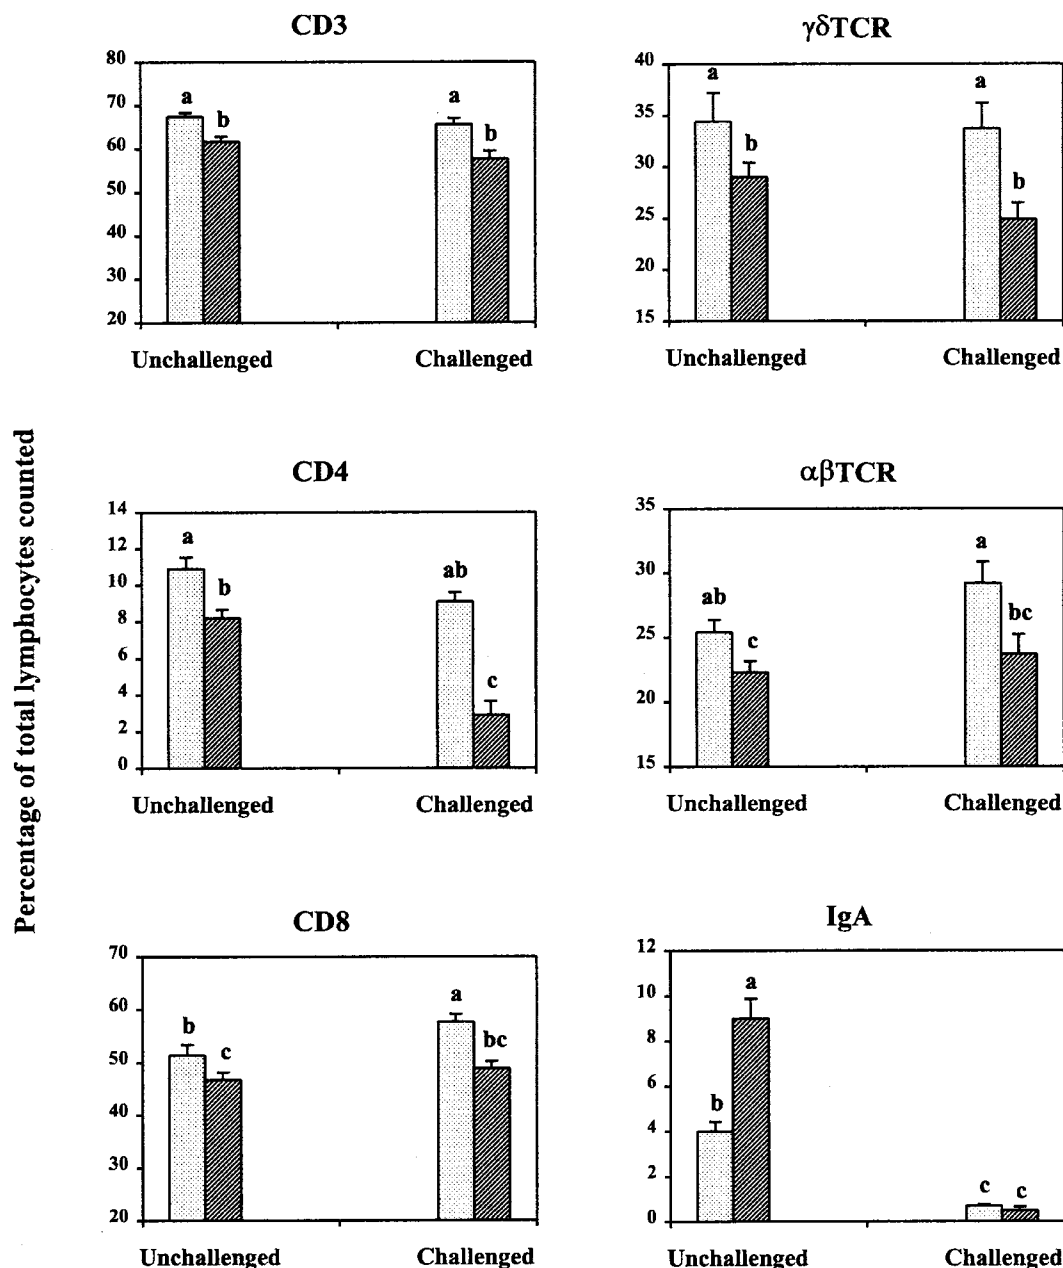 CD3
80
70
60
50
40
30
20
a
b
a
b
Unchallenged
Challenged
γδTCR
40
35
30
25
20
15
a
b
a
b
Unchallenged
Challenged
Percentage of total lymphocytes counted
CD4
14
12
10
8
6
4
2
0
a
b
ab
c
Unchallenged
Challenged
αβTCR
35
30
25
20
15
ab
c
a
bc
Unchallenged
Challenged
CD8
70
60
50
40
30
20
b
c
a
bc
Unchallenged
Challenged
IgA
12
10
8
6
4
2
0
b
a
c
c
Unchallenged
Challenged